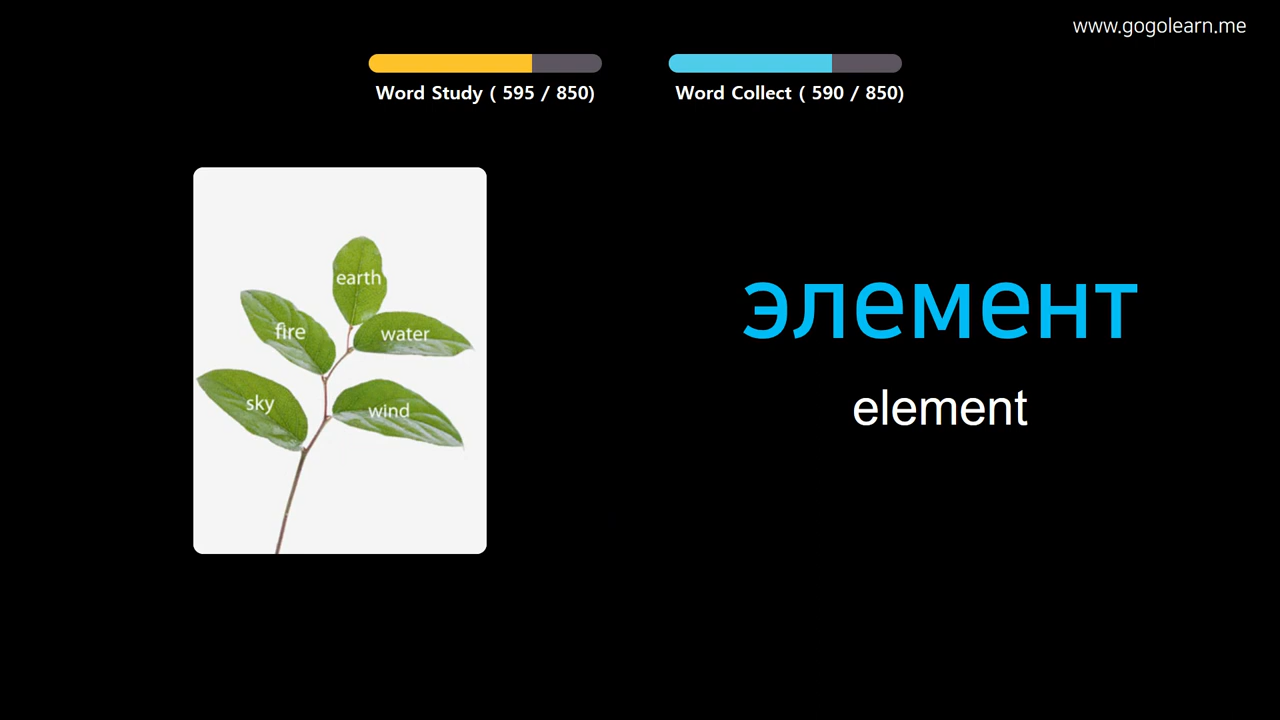 www.gogolearn.me
Word Study ( 595 / 850)
Word Collect ( 590 / 850)
earth
fire
water
sky
wind
элемент
element